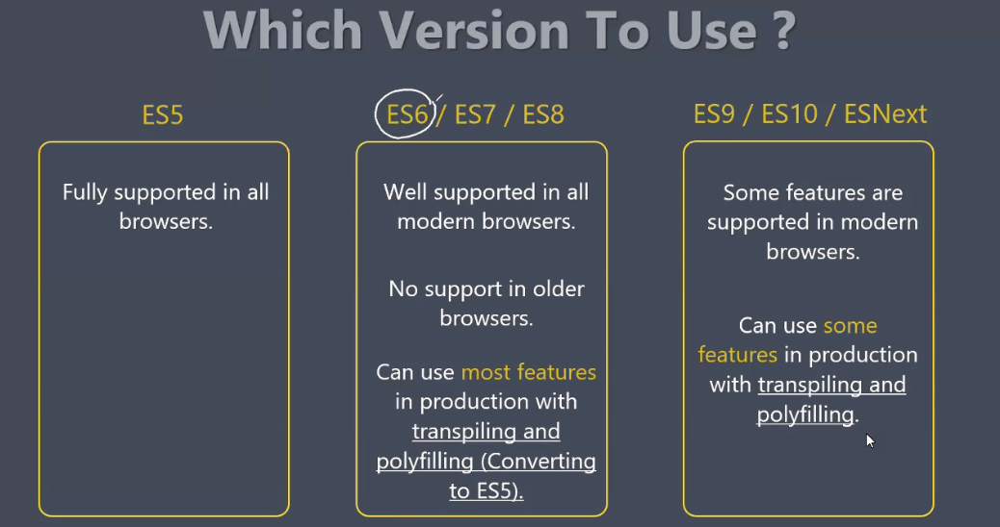 Which Version To Use ?
ES5
Fully supported in all
browsers.
ES6 / ES7 / ES8
Well supported in all
modern browsers.
No support in older
browsers.
Can use most features
in production with
transpiling and
polyfilling (Converting
to ES5).
ES9 / ES10 / ESNext
Some features are
supported in modern
browsers.
Can use some
features in production
with transpiling and
polyfilling.